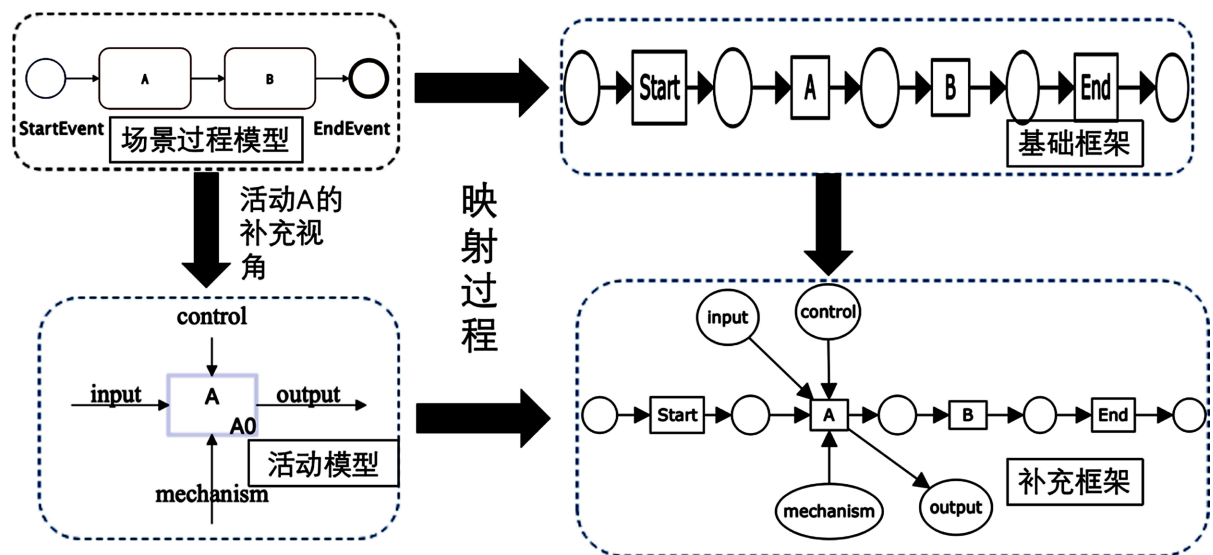 A
B
StartEvent
EndEvent
场景过程模型
Start
A
B
End
基础框架
活动A的
补充视
角
映
射
过
程
control
input
A
output
A0
mechanism
活动模型
input
control
Start
A
B
End
mechanism
output
补充框架